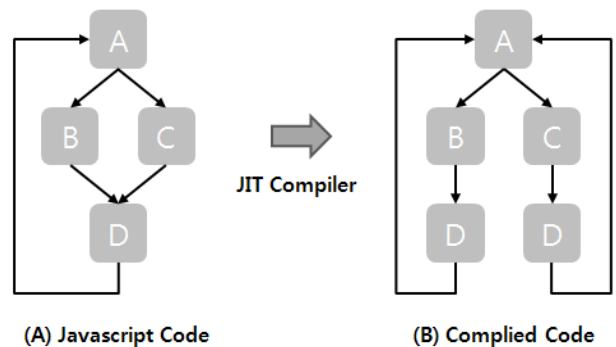 A
A
B
C
B
C
JIT Compiler
D
D
D
(A) Javascript Code
(B) Complied Code